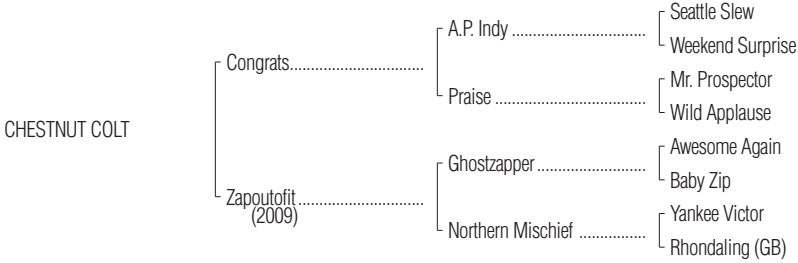 Seattle Slew
A.P. Indy ..................................
Weekend Surprise
Congrats..................................
Mr. Prospector
Praise ......................................
Wild Applause
CHESTNUT COLT
Awesome Again
Ghostzapper ............................
Baby Zip
Zapoutofit ................................
(2009)
Yankee Victor
Northern Mischief .................
Rhondaling (GB)